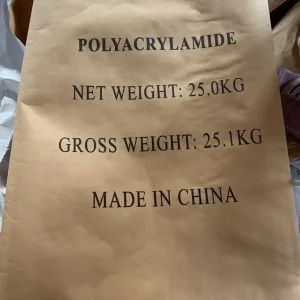 POLYACRYLAMIDE
NET WEIGHT: 25.0KG
GROSS WEIGHT: 25.1KG
MADE IN CHINA